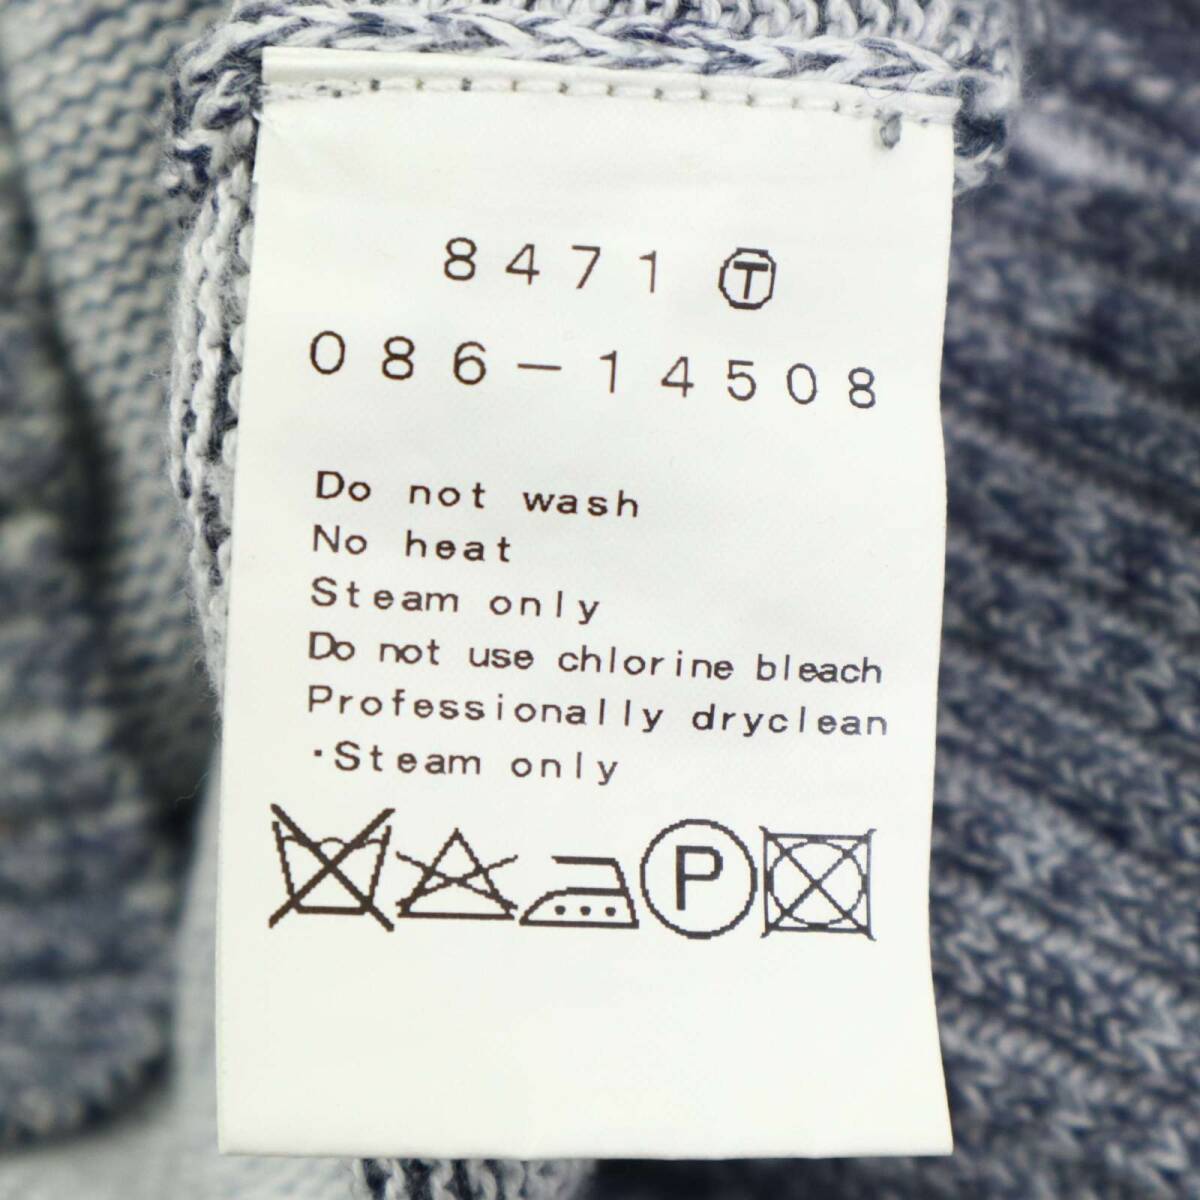 8471 Ⓣ
086-14508
Do not wash
No heat
Steam only
Do not use chlorine bleach
Professionally dryclean
·Steam only
P